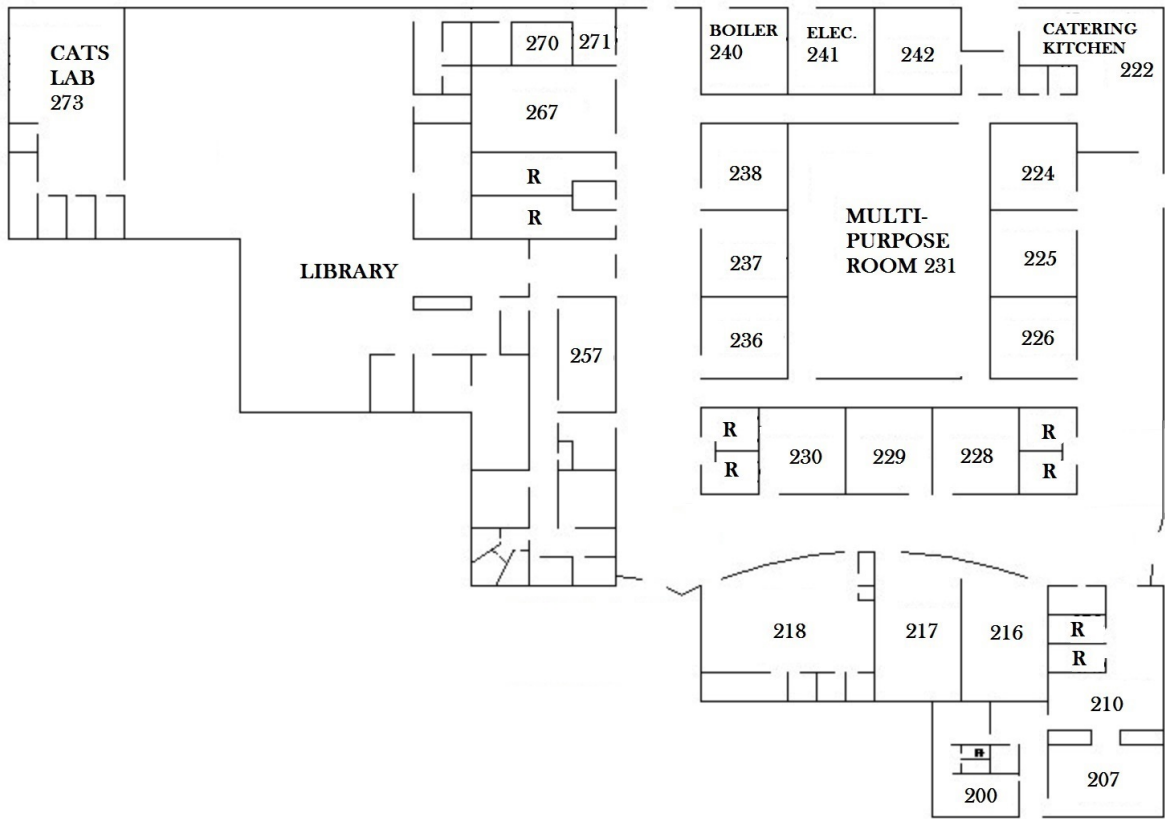 CATS
LAB
273
270
271
BOILER
240
ELEC.
241
242
CATERING
KITCHEN
222
267
R
R
238
224
MULTI-
PURPOSE
ROOM 231
237
225
LIBRARY
236
226
257
R
R
230
229
228
R
R
218
217
216
R
R
210
207
200